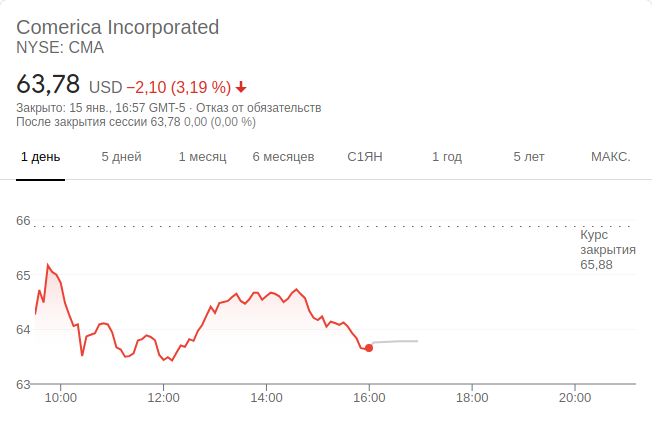 Comerica Incorporated
NYSE: CMA
63,78 USD −2,10 (3,19 %)
Закрыто: 15 янв., 16:57 GMT-5 · Отказ от обязательств
После закрытия сессии 63,78 0,00 (0,00 %)
1 день 5 дней 1 месяц 6 месяцев С1ЯН 1 год 5 лет МАКС.
66
Курс
закрытия
65,88
65
64
63
10:00 12:00 14:00 16:00 18:00 20:00